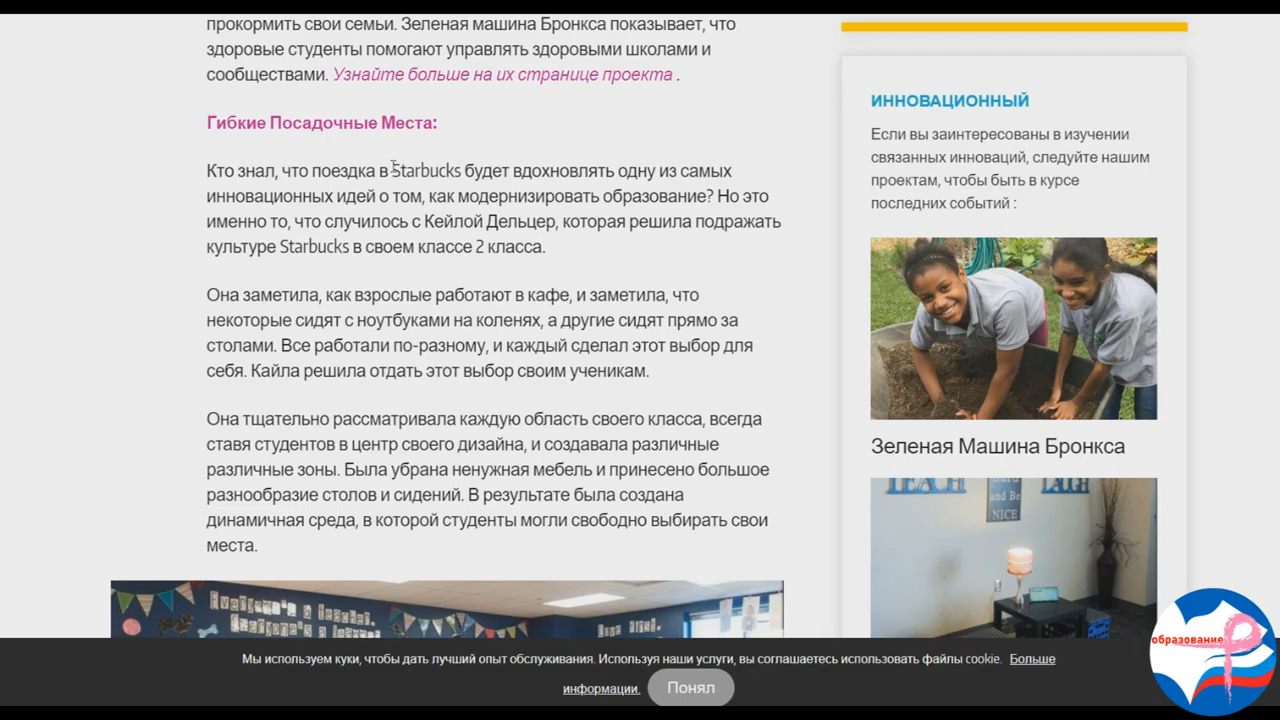 прокормить свои семьи. Зеленая машина Бронкса показывает, что
здоровые студенты помогают управлять здоровыми школами и
сообществами. Узнайте больше на их странице проекта .
Гибкие Посадочные Места:
Кто знал, что поездка в Starbucks будет вдохновлять одну из самых
инновационных идей о том, как модернизировать образование? Но это
именно то, что случилось с Кейлой Дельцер, которая решила подражать
культуре Starbucks в своем классе 2 класса.
Она заметила, как взрослые работают в кафе, и заметила, что
некоторые сидят с ноутбуками на коленях, а другие сидят прямо за
столами. Все работали по-разному, и каждый сделал этот выбор для
себя. Кайла решила отдать этот выбор своим ученикам.
Она тщательно рассматривала каждую область своего класса, всегда
ставя студентов в центр своего дизайна, и создавала различные
различные зоны. Была убрана ненужная мебель и принесено большое
разнообразие столов и сидений. В результате была создана
динамичная среда, в которой студенты могли свободно выбирать свои
места.
Everyone's a teacher.
Everyone's a learner.
ИННОВАЦИОННЫЙ
Если вы заинтересованы в изучении
связанных инноваций, следуйте нашим
проектам, чтобы быть в курсе
последних событий :
Зеленая Машина Бронкса
TEACH
and Be
NICE
Мы используем куки, чтобы дать лучший опыт обслуживания. Используя наши услуги, вы соглашаетесь использовать файлы cookie. Больше
информации. Понял
образование